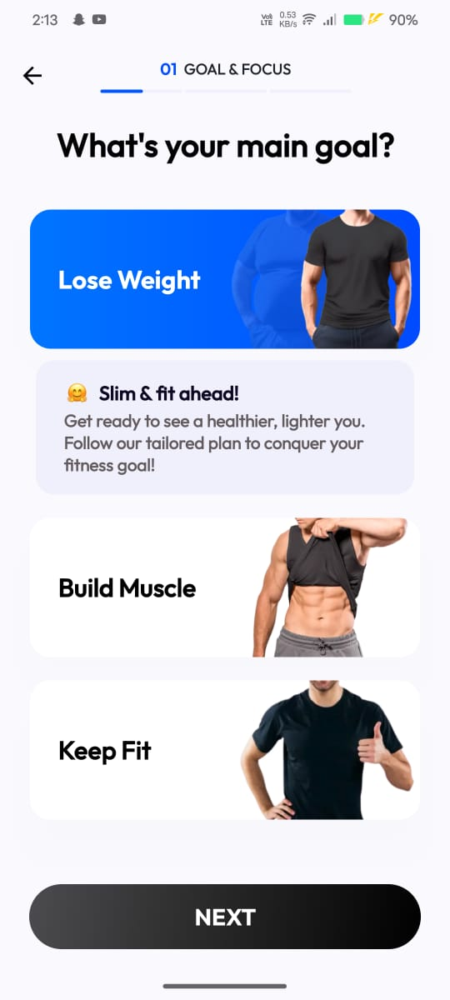 2:13
Vo) LTE
0.53 KB/s
90%
01 GOAL & FOCUS
What's your main goal?
Lose Weight
🤗 Slim & fit ahead!
Get ready to see a healthier, lighter you.
Follow our tailored plan to conquer your
fitness goal!
Build Muscle
Keep Fit
NEXT